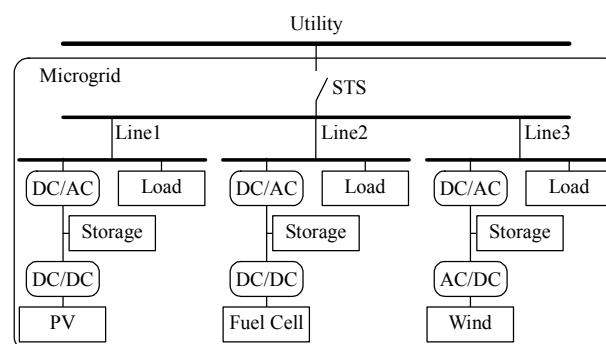 Utility
Microgrid
STS
Line1 Line2 Line3
DC/AC Load DC/AC Load DC/AC Load
Storage Storage Storage
DC/DC DC/DC AC/DC
PV Fuel Cell Wind